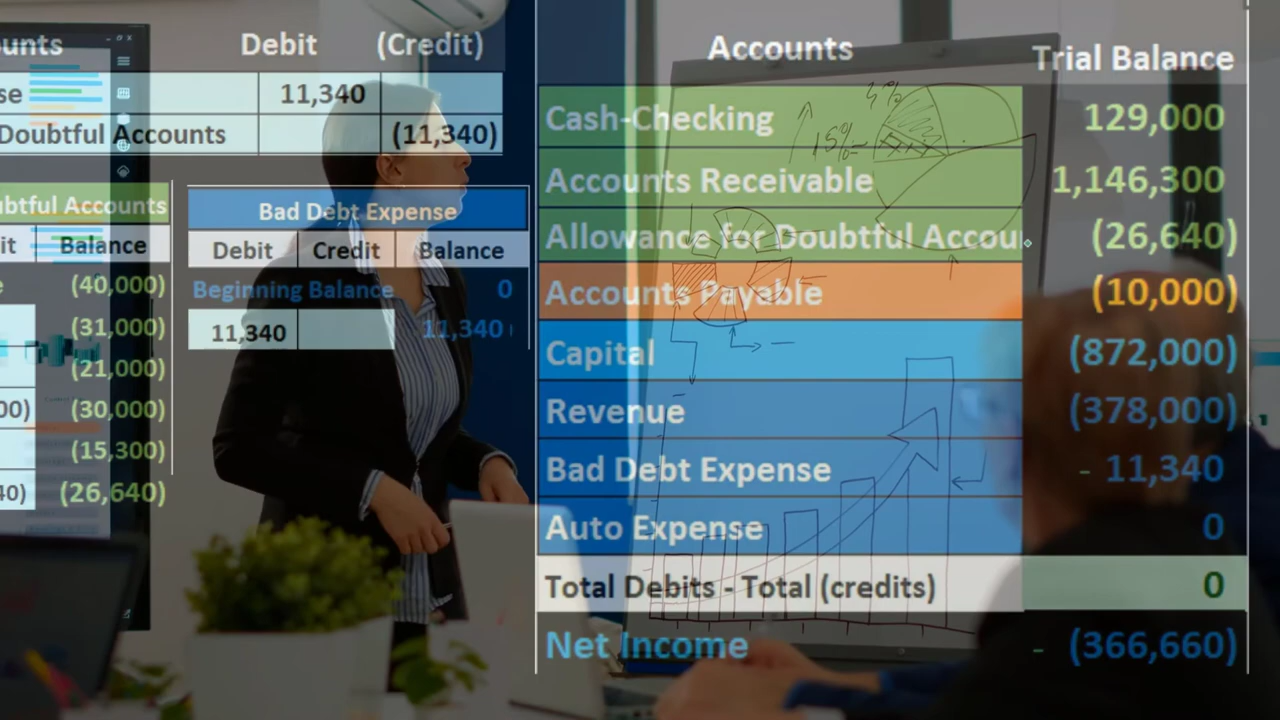 unts Debit (Credit)
se 11,340
Doubtful Accounts (11,340)
ubtful Accounts
it Balance
e (40,000)
(31,000)
(21,000)
00) (30,000)
(15,300)
40) (26,640)
Bad Debt Expense
Debit Credit Balance
Beginning Balance 0
11,340 11,340
Accounts Trial Balance
Cash-Checking 129,000
Accounts Receivable 1,146,300
Allowance for Doubtful Accou (26,640)
Accounts Payable (10,000)
Capital (872,000)
Revenue (378,000)
Bad Debt Expense - 11,340
Auto Expense 0
Total Debits - Total (credits) 0
Net Income - (366,660)
15%